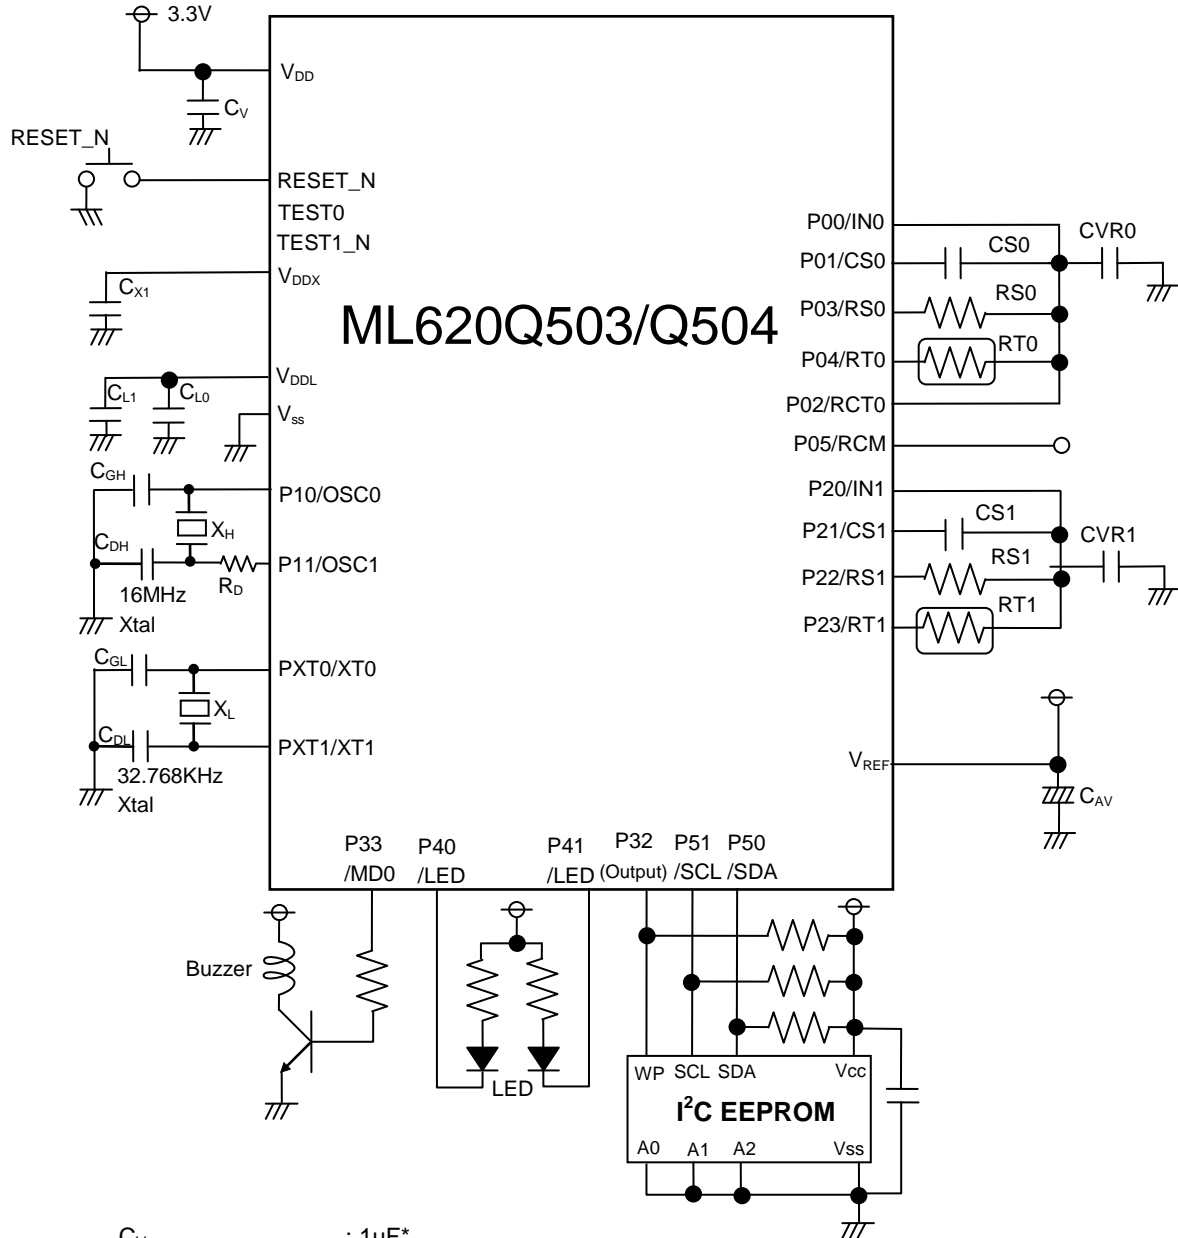 3.3V
VDD
CV
RESET_N
RESET_N
TEST0
TEST1_N
VDDX
CX1
ML620Q503/Q504
VDDL
CL1
CL0
Vss
CGH
P10/OSC0
XH
CDH
P11/OSC1
RD
16MHz
Xtal
CGL
PXT0/XT0
XL
CDL
PXT1/XT1
32.768KHz
Xtal
P00/IN0
CS0
CVR0
P01/CS0
RS0
P03/RS0
RT0
P04/RT0
P02/RCT0
P05/RCM
P20/IN1
CS1
P21/CS1
CVR1
RS1
P22/RS1
RT1
P23/RT1
VREF
CAV
P33
/MD0
P40
/LED
P41
/LED
P32
(Output)
P51
/SCL
P50
/SDA
Buzzer
LED
WP SCL SDA Vcc
I²C EEPROM
A0 A1 A2 Vss
: 1uF*